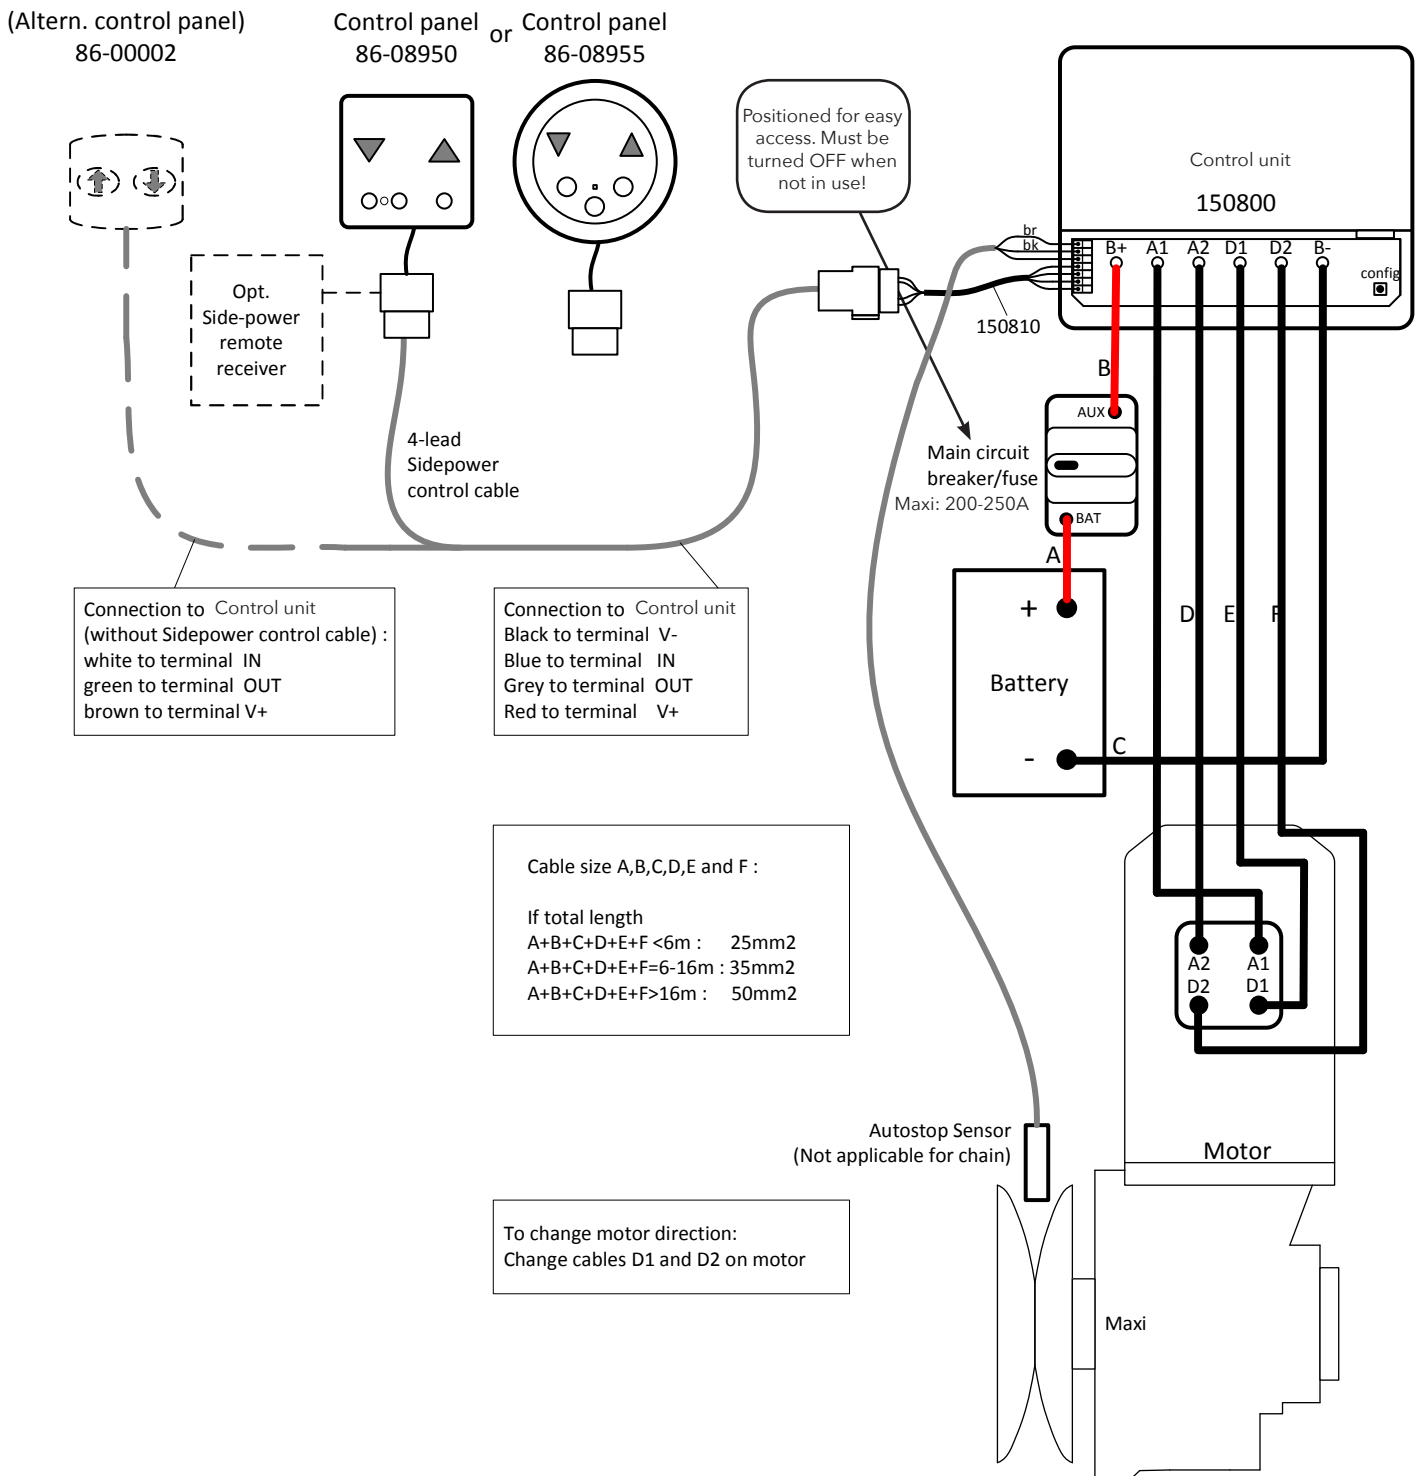 (Altern. control panel)
86-00002
Control panel
86-08950
or
Control panel
86-08955
Positioned for easy
access. Must be
turned OFF when
not in use!
Control unit
150800
br
bk
B+ A1 A2 D1 D2 B-
config
150810
Opt.
Side-power
remote
receiver
4-lead
Sidepower
control cable
B
AUX
Main circuit
breaker/fuse
Maxi: 200-250A
BAT
A
+
Battery
-
C
D E F
Connection to Control unit
(without Sidepower control cable) :
white to terminal IN
green to terminal OUT
brown to terminal V+
Connection to Control unit
Black to terminal V-
Blue to terminal IN
Grey to terminal OUT
Red to terminal V+
Cable size A,B,C,D,E and F :
If total length
A+B+C+D+E+F <6m : 25mm2
A+B+C+D+E+F=6-16m : 35mm2
A+B+C+D+E+F>16m : 50mm2
A2 A1
D2 D1
Autostop Sensor
(Not applicable for chain)
Motor
To change motor direction:
Change cables D1 and D2 on motor
Maxi